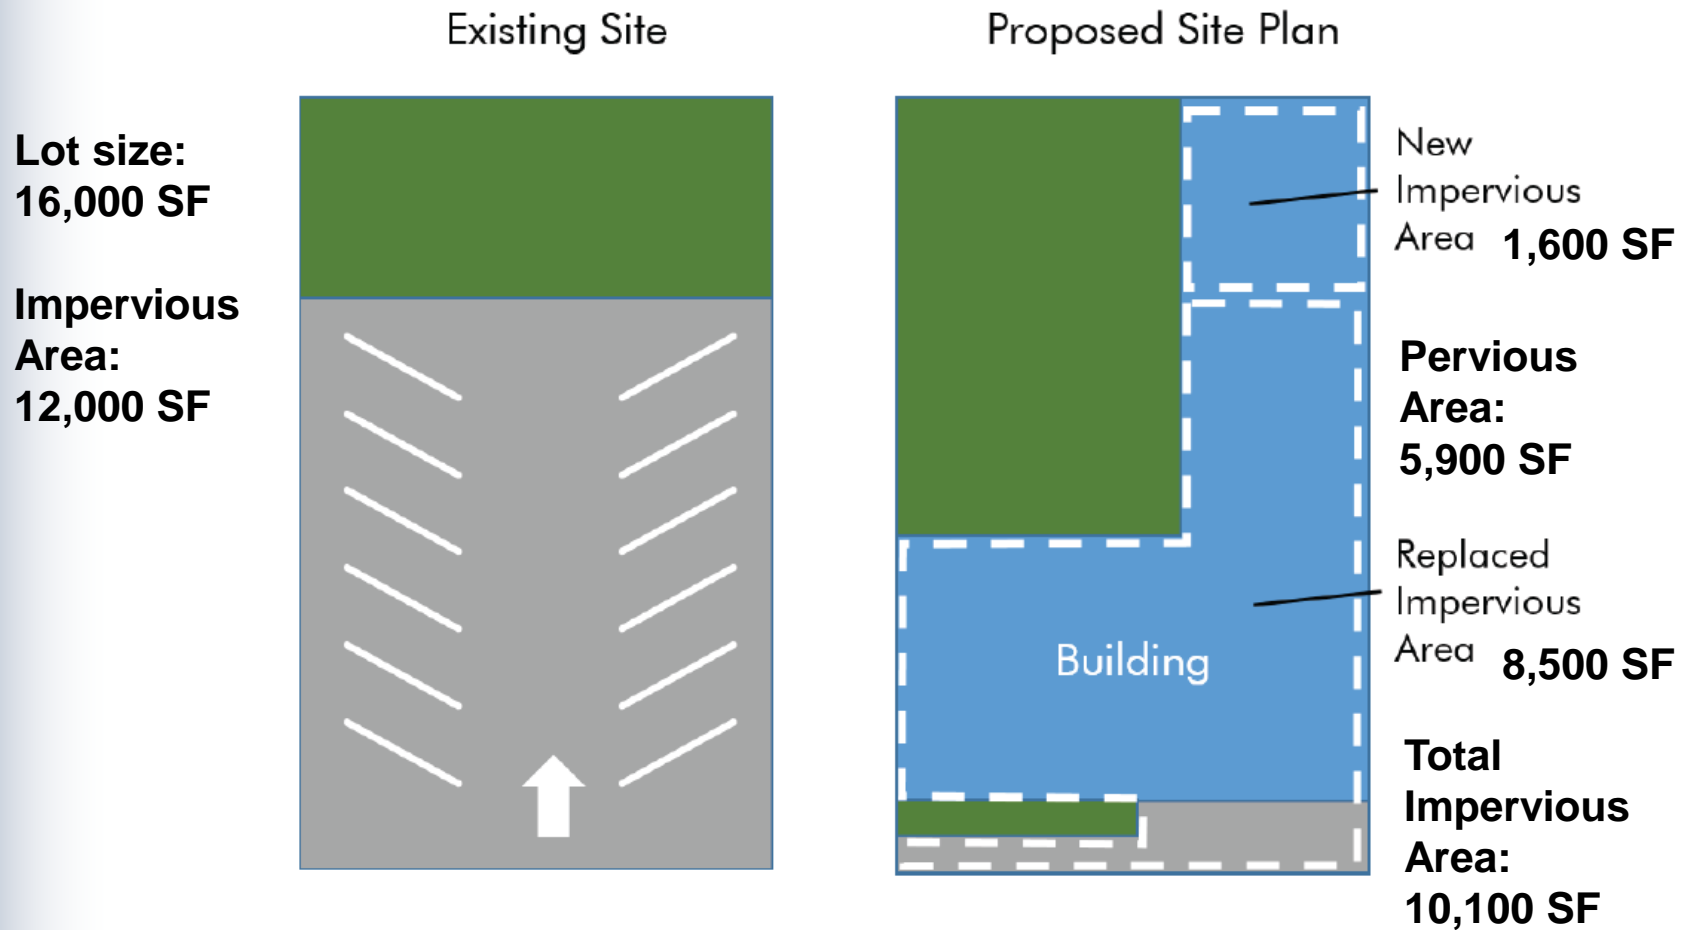 Existing Site
Proposed Site Plan
Lot size:
16,000 SF
Impervious
Area:
12,000 SF
New
Impervious
Area 1,600 SF
Pervious
Area:
5,900 SF
Replaced
Impervious
Area 8,500 SF
Building
Total
Impervious
Area:
10,100 SF